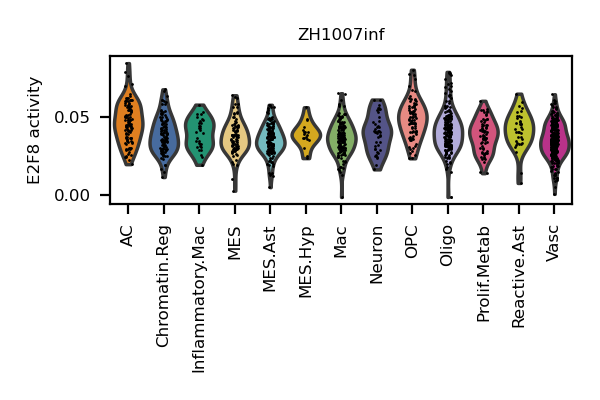 ZH1007inf
E2F8 activity
0.05
0.00
AC
Chromatin.Reg
Inflammatory.Mac
MES
MES.Ast
MES.Hyp
Mac
Neuron
OPC
Oligo
Prolif.Metab
Reactive.Ast
Vasc